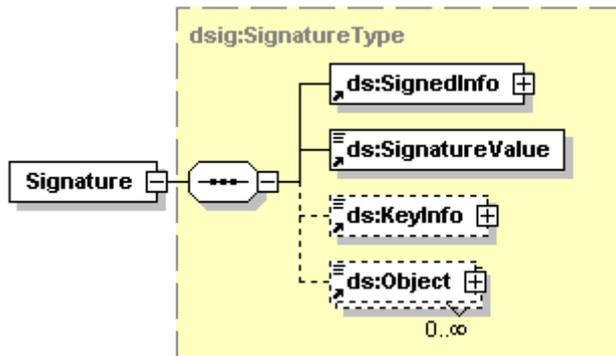 dsig:SignatureType
ds:SignedInfo
ds:SignatureValue
Signature
ds:KeyInfo
ds:Object
0..∞